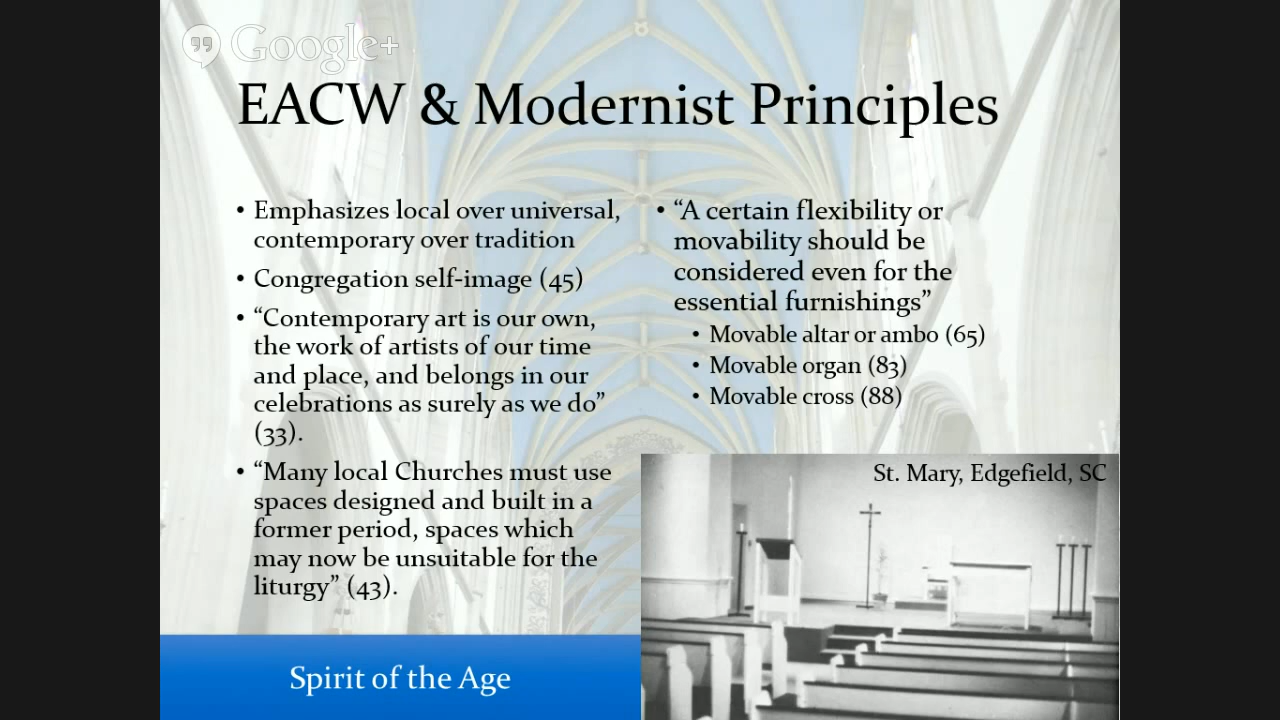 Google+
EACW & Modernist Principles
• Emphasizes local over universal,
contemporary over tradition
• Congregation self-image (45)
• “Contemporary art is our own,
the work of artists of our time
and place, and belongs in our
celebrations as surely as we do”
(33).
• “Many local Churches must use
spaces designed and built in a
former period, spaces which
may now be unsuitable for the
liturgy” (43).
• “A certain flexibility or
movability should be
considered even for the
essential furnishings”
• Movable altar or ambo (65)
• Movable organ (83)
• Movable cross (88)
St. Mary, Edgefield, SC
Spirit of the Age